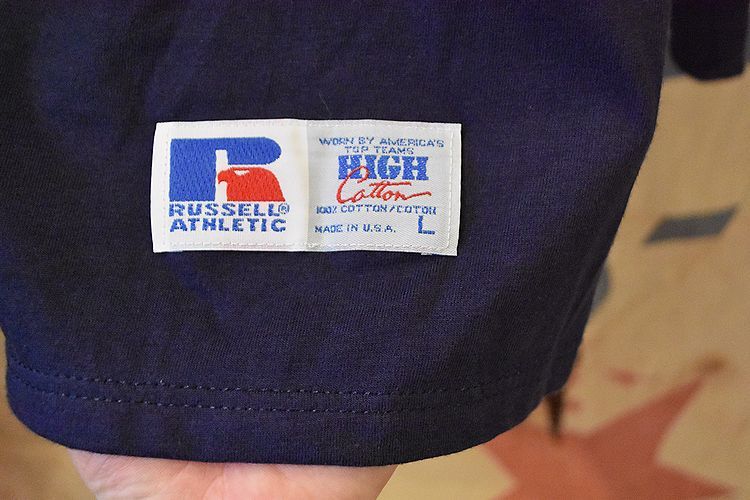 RUSSELL®
ATHLETIC
WORN BY AMERICA'S
TOP TEAMS
HIGH
Cotton
100% COTTON/COTON
MADE IN U.S.A. L